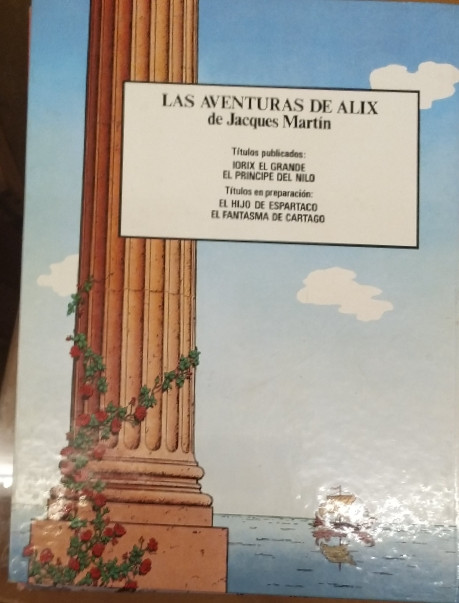 LAS AVENTURAS DE ALIX
de Jacques Martín
Títulos publicados:
IORIX EL GRANDE
EL PRINCIPE DEL NILO
Títulos en preparación:
EL HIJO DE ESPARTACO
EL FANTASMA DE CARTAGO